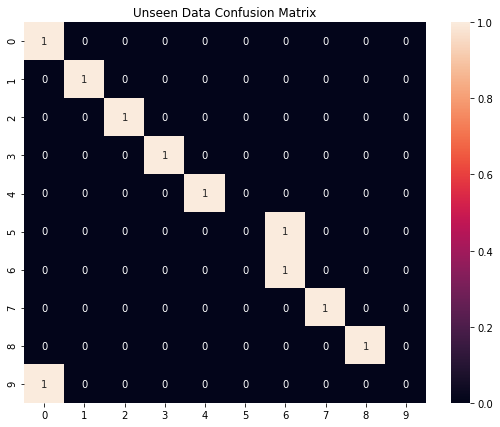 Unseen Data Confusion Matrix
0 1 0 0 0 0 0 0 0 0 0
1 0 1 0 0 0 0 0 0 0 0
2 0 0 1 0 0 0 0 0 0 0
3 0 0 0 1 0 0 0 0 0 0
4 0 0 0 0 1 0 0 0 0 0
5 0 0 0 0 0 0 1 0 0 0
6 0 0 0 0 0 0 1 0 0 0
7 0 0 0 0 0 0 0 1 0 0
8 0 0 0 0 0 0 0 0 1 0
9 1 0 0 0 0 0 0 0 0 0
0 1 2 3 4 5 6 7 8 9
1.0
0.8
0.6
0.4
0.2
0.0